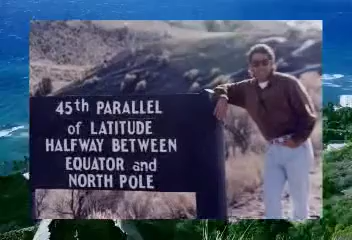 45th PARALLEL
of LATITUDE
HALFWAY BETWEEN
EQUATOR and
NORTH POLE